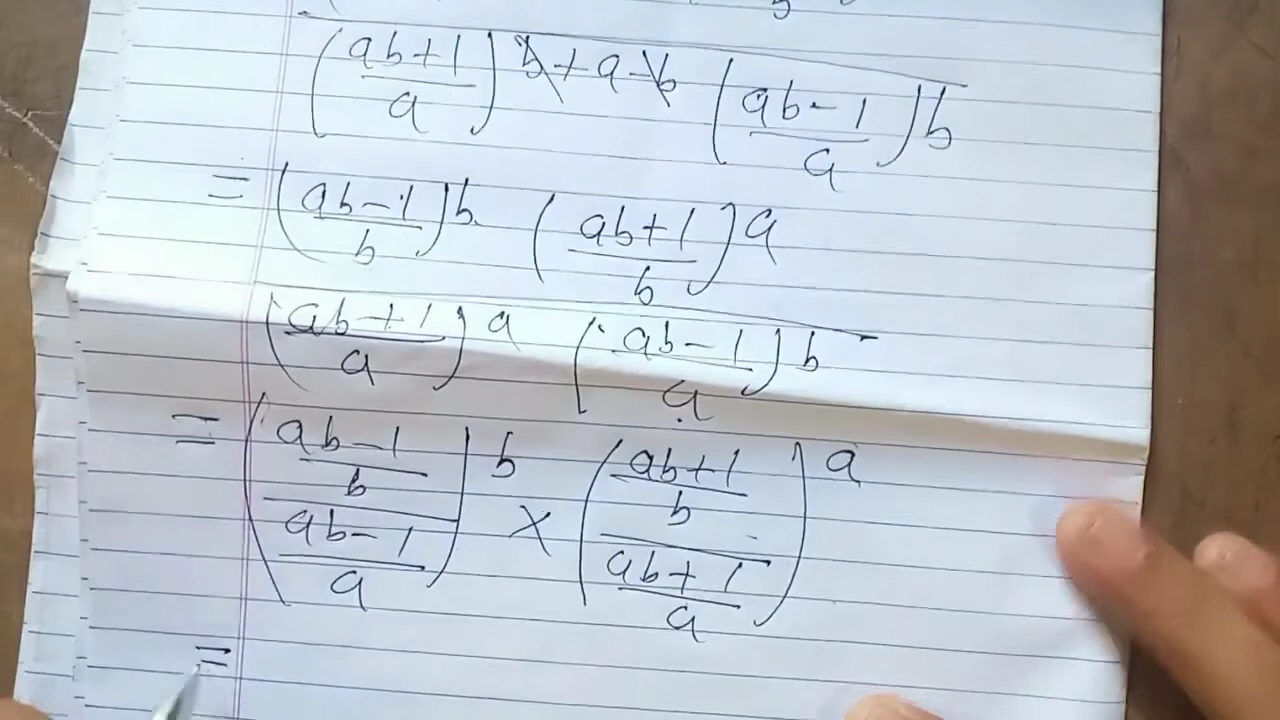 (ab+1/a) b+a-b (ab-1/a) b
= (ab-1/b) b (ab+1/b) a
(ab+1/a) a (ab-1/a) b
= (ab-1/b / ab-1/a) b × (ab+1/b / ab+1/a) a
=